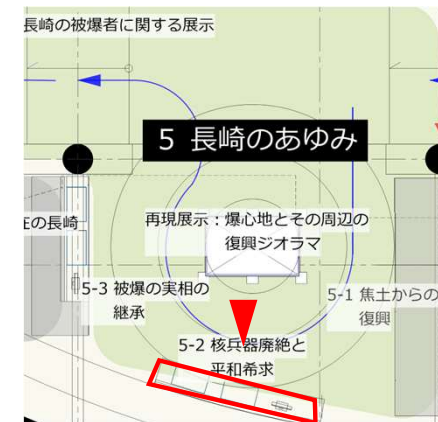 長崎の被爆者に関する展示
5 長崎のあゆみ
在の長崎
再現展示：爆心地とその周辺の
復興ジオラマ
5-3 被爆の実相の
継承
5-1 焦土からの
復興
5-2 核兵器廃絶と
平和希求